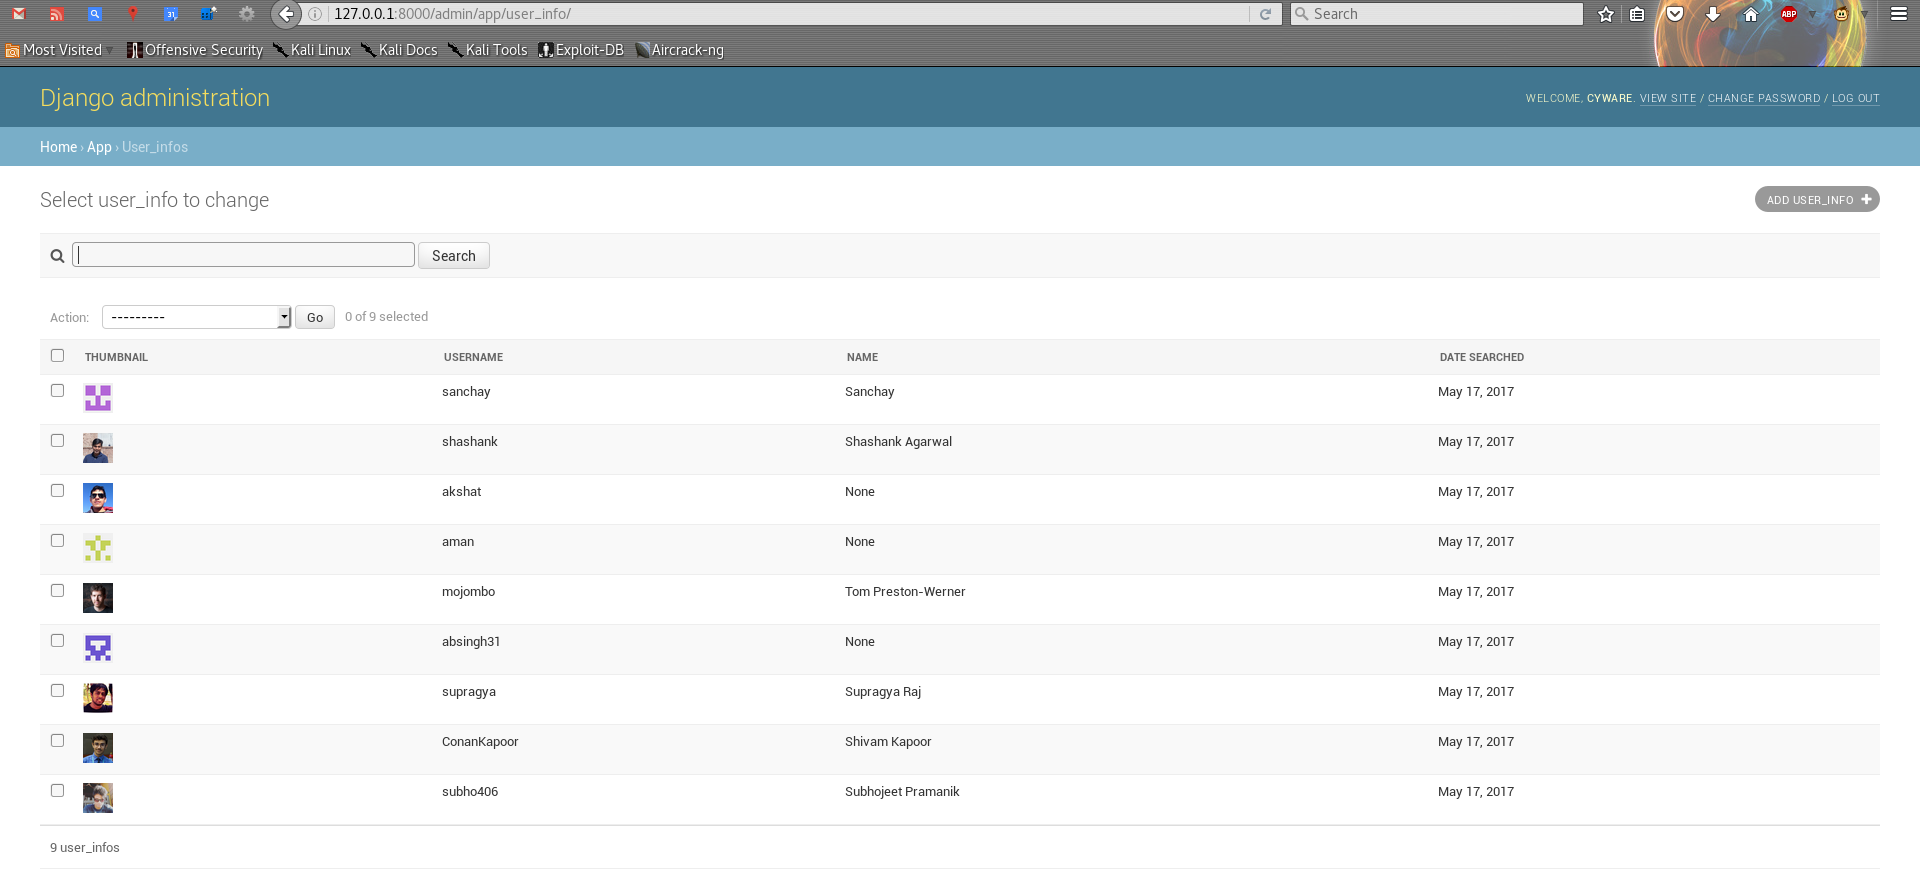 127.0.0.1:8000/admin/app/user_info/
Search
Most Visited Offensive Security Kali Linux Kali Docs Kali Tools Exploit-DB Aircrack-ng
Django administration
WELCOME, CYWARE. VIEW SITE / CHANGE PASSWORD / LOG OUT
Home › App › User_infos
Select user_info to change
ADD USER_INFO +
Search
Action: --------- Go 0 of 9 selected
THUMBNAIL USERNAME NAME DATE SEARCHED
sanchay Sanchay May 17, 2017
shashank Shashank Agarwal May 17, 2017
akshat None May 17, 2017
aman None May 17, 2017
mojombo Tom Preston-Werner May 17, 2017
absingh31 None May 17, 2017
supragya Supragya Raj May 17, 2017
ConanKapoor Shivam Kapoor May 17, 2017
subho406 Subhojeet Pramanik May 17, 2017
9 user_infos